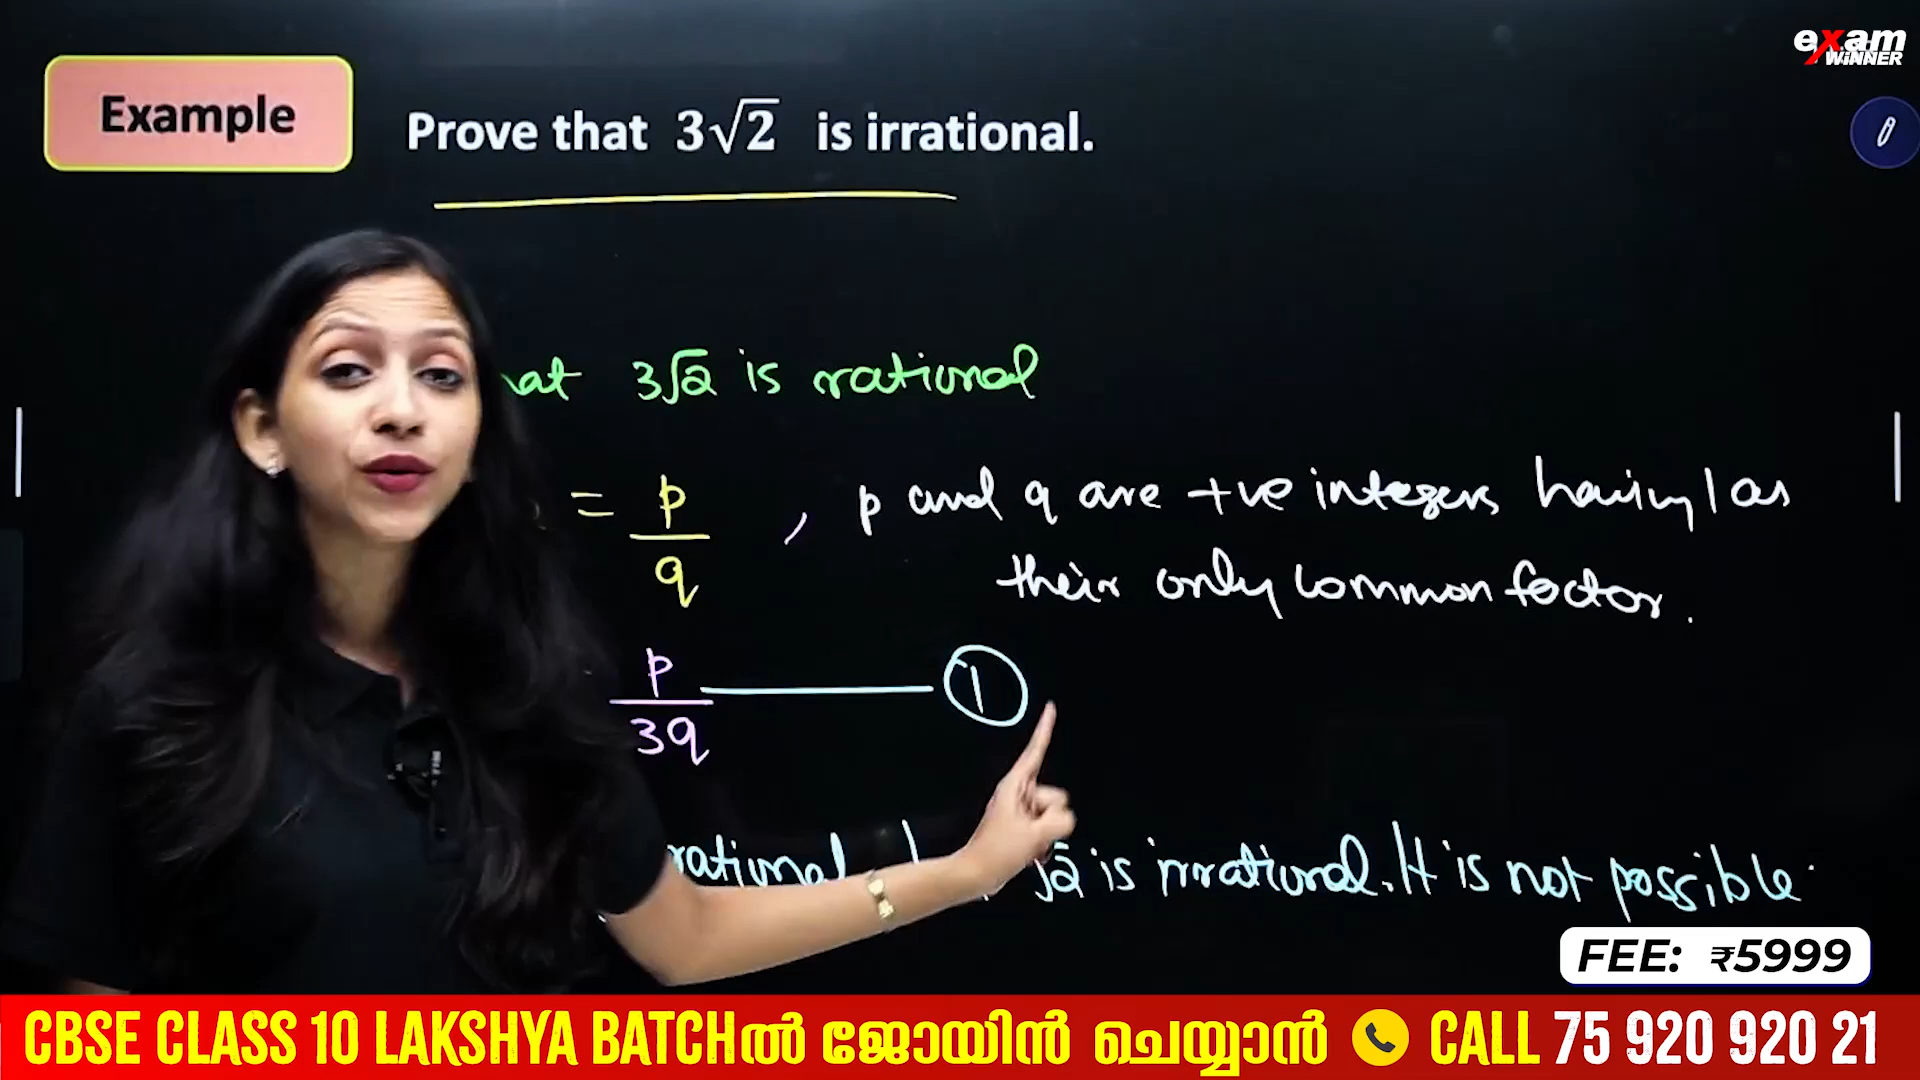 exam
WINNER
Example
Prove that 3√2 is irrational.
3√2 is rational
= p/q , p and q are +ve integers having 1 as
their only common factor.
p/3q 1
rational √2 is irrational. It is not possible.
FEE: ₹5999
CBSE CLASS 10 LAKSHYA BATCHൽ ജോയിൻ ചെയ്യാൻ CALL 75 920 920 21